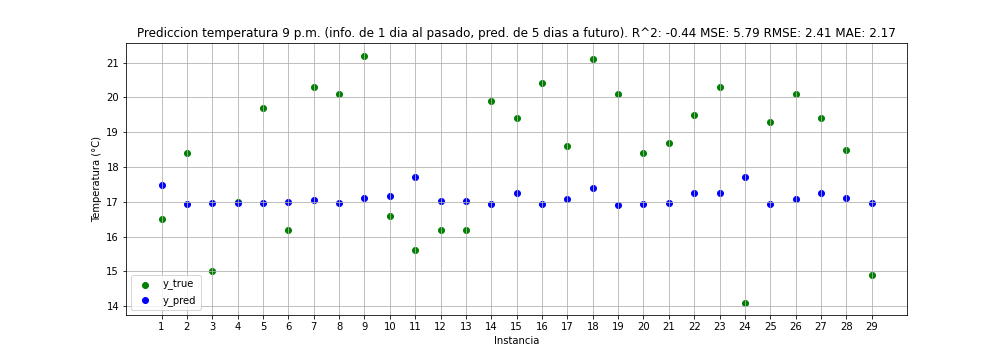 Prediccion temperatura 9 p.m. (info. de 1 dia al pasado, pred. de 5 dias a futuro). R^2: -0.44 MSE: 5.79 RMSE: 2.41 MAE: 2.17
Temperatura (°C)
21
20
19
18
17
16
15
14
y_true
y_pred
1 2 3 4 5 6 7 8 9 10 11 12 13 14 15 16 17 18 19 20 21 22 23 24 25 26 27 28 29
Instancia